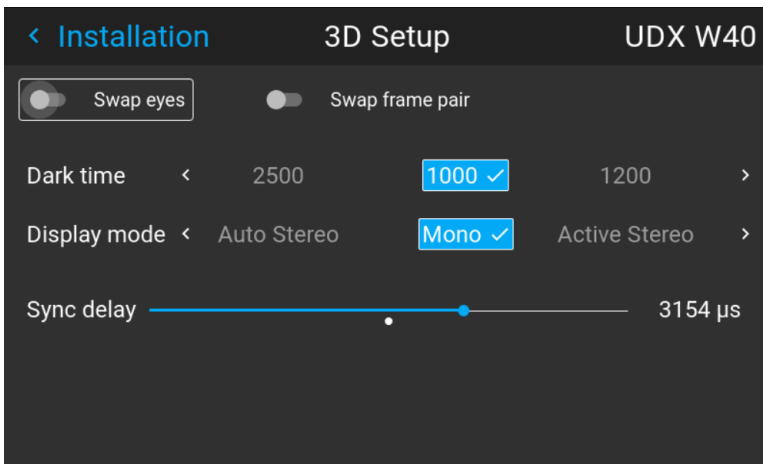 Installation 3D Setup UDX W40
Swap eyes Swap frame pair
Dark time 2500 1000 1200
Display mode Auto Stereo Mono Active Stereo
Sync delay 3154 µs